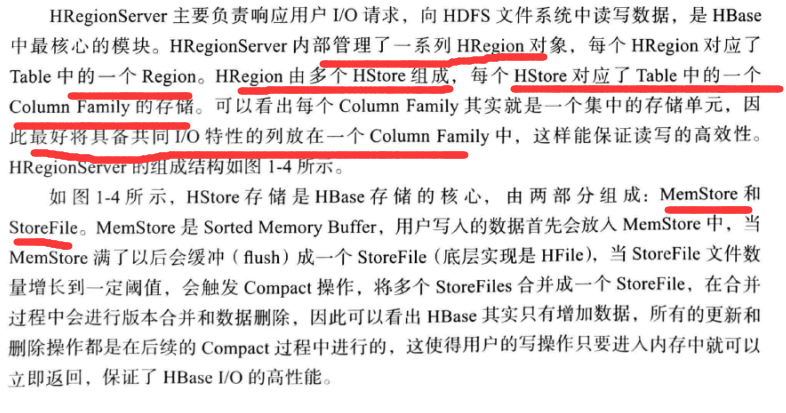 HRegionServer 主要负责响应用户 I/O 请求，向 HDFS 文件系统中读写数据，是 HBase
中最核心的模块。HRegionServer 内部管理了一系列 HRegion 对象，每个 HRegion 对应了
Table 中的一个 Region。HRegion 由多个 HStore 组成，每个 HStore 对应了 Table 中的一个
Column Family 的存储。可以看出每个 Column Family 其实就是一个集中的存储单元，因
此最好将具备共同 I/O 特性的列放在一个 Column Family 中，这样能保证读写的高效性。
HRegionServer 的组成结构如图 1-4 所示。
如图 1-4 所示，HStore 存储是 HBase 存储的核心，由两部分组成：MemStore 和
StoreFile。MemStore 是 Sorted Memory Buffer，用户写入的数据首先会放入 MemStore 中，当
MemStore 满了以后会缓冲（flush）成一个 StoreFile（底层实现是 HFile），当 StoreFile 文件数
量增长到一定阈值，会触发 Compact 操作，将多个 StoreFiles 合并成一个 StoreFile，在合并
过程中会进行版本合并和数据删除，因此可以看出 HBase 其实只有增加数据，所有的更新和
删除操作都是在后续的 Compact 过程中进行的，这使得用户的写操作只要进入内存中就可以
立即返回，保证了 HBase I/O 的高性能。